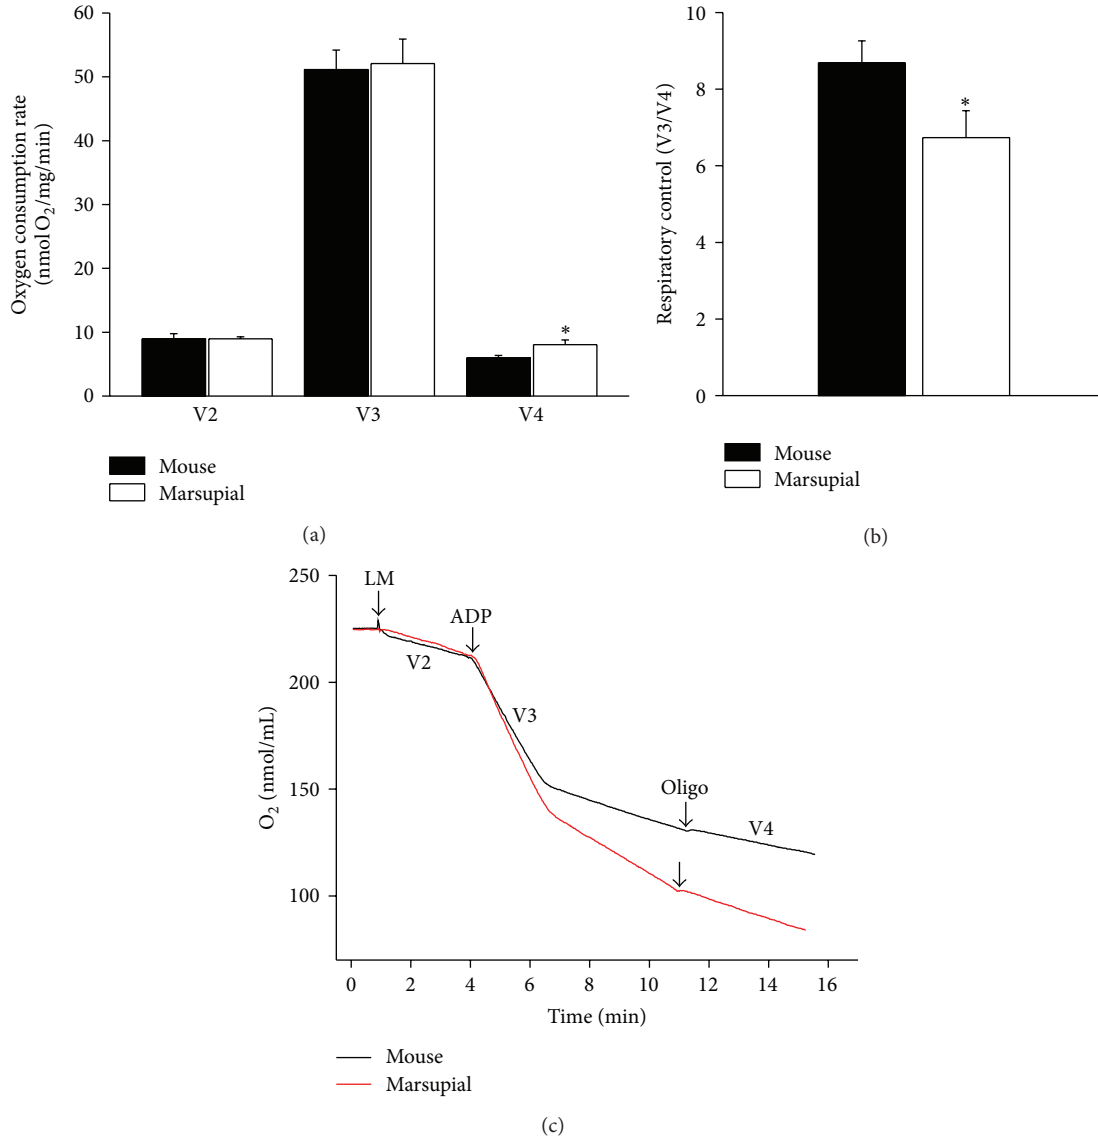 60
50
40
30
20
10
0
Oxygen consumption rate
(nmol O₂/mg/min)
*
V2 V3 V4
Mouse
Marsupial
(a)
10
8
6
4
2
0
Respiratory control (V3/V4)
*
Mouse
Marsupial
(b)
250
200
150
100
O₂ (nmol/mL)
LM
ADP
V2
V3
Oligo
V4
0 2 4 6 8 10 12 14 16
Time (min)
Mouse
Marsupial
(c)